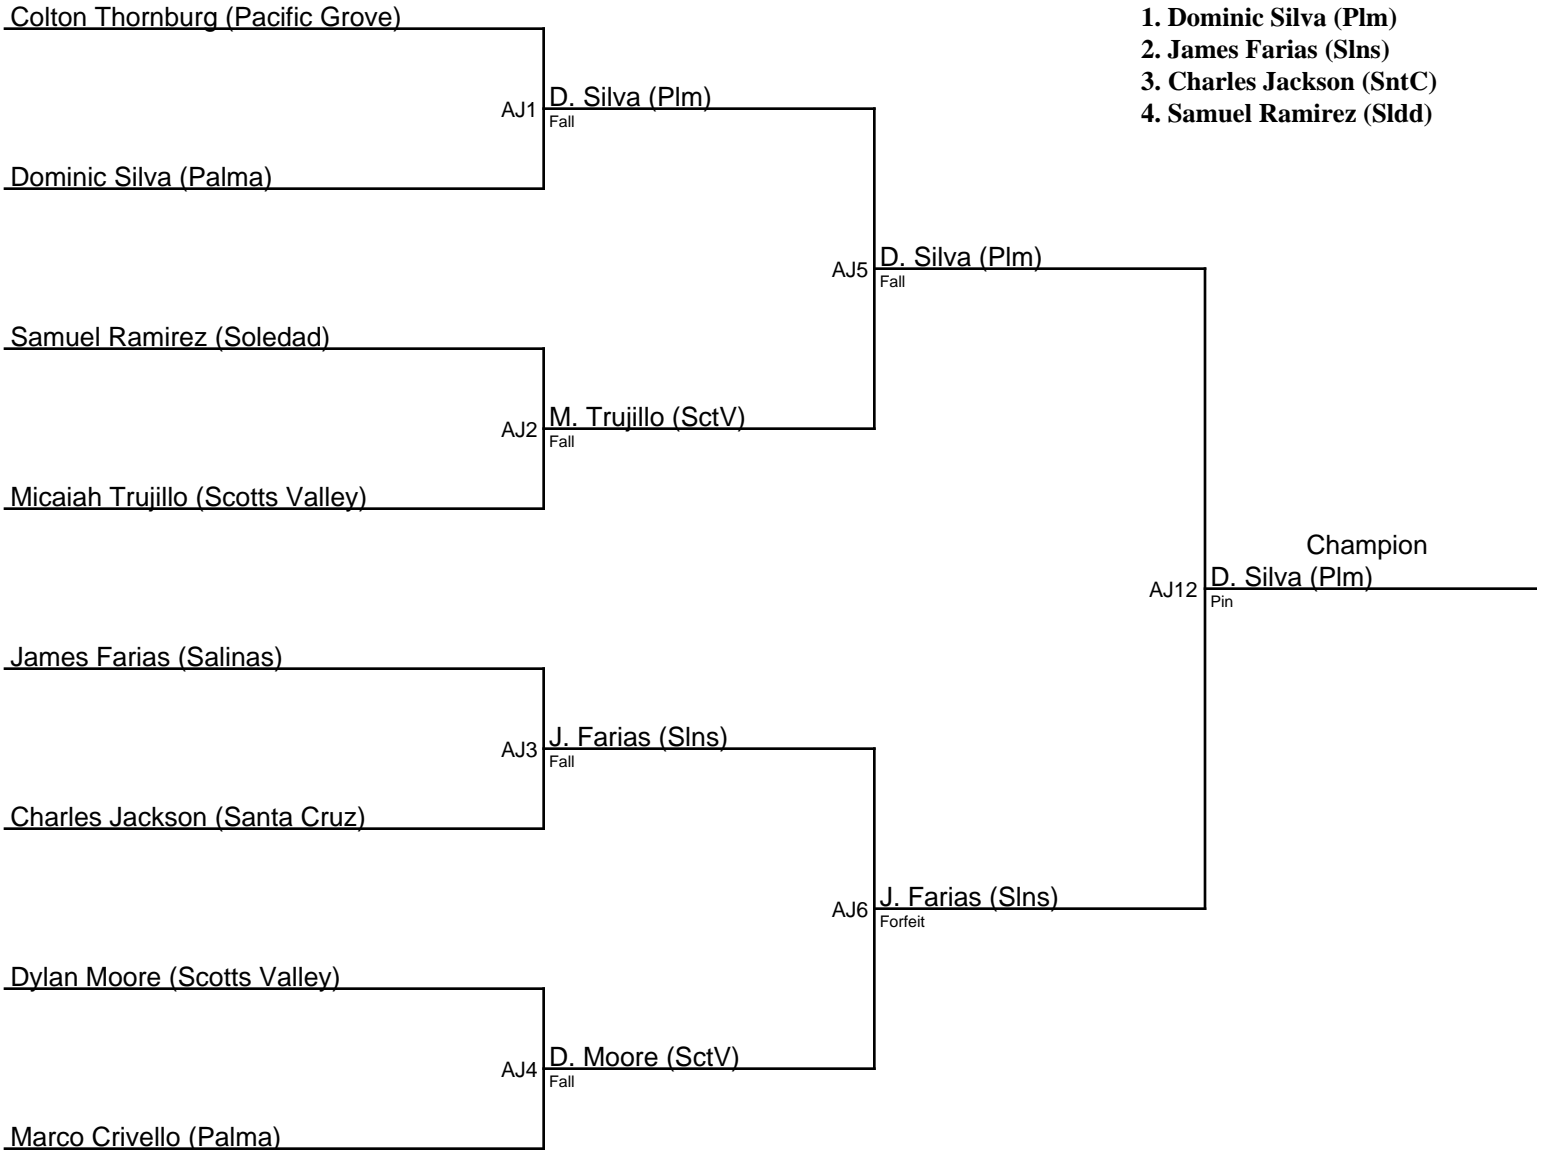 Colton Thornburg (Pacific Grove)
1. Dominic Silva (Plm)
2. James Farias (Slns)
3. Charles Jackson (SntC)
4. Samuel Ramirez (Sldd)
AJ1
D. Silva (Plm)
Fall
Dominic Silva (Palma)
AJ5
D. Silva (Plm)
Fall
Samuel Ramirez (Soledad)
AJ2
M. Trujillo (SctV)
Fall
Micaiah Trujillo (Scotts Valley)
Champion
AJ12
D. Silva (Plm)
Pin
James Farias (Salinas)
AJ3
J. Farias (Slns)
Fall
Charles Jackson (Santa Cruz)
AJ6
J. Farias (Slns)
Forfeit
Dylan Moore (Scotts Valley)
AJ4
D. Moore (SctV)
Fall
Marco Crivello (Palma)